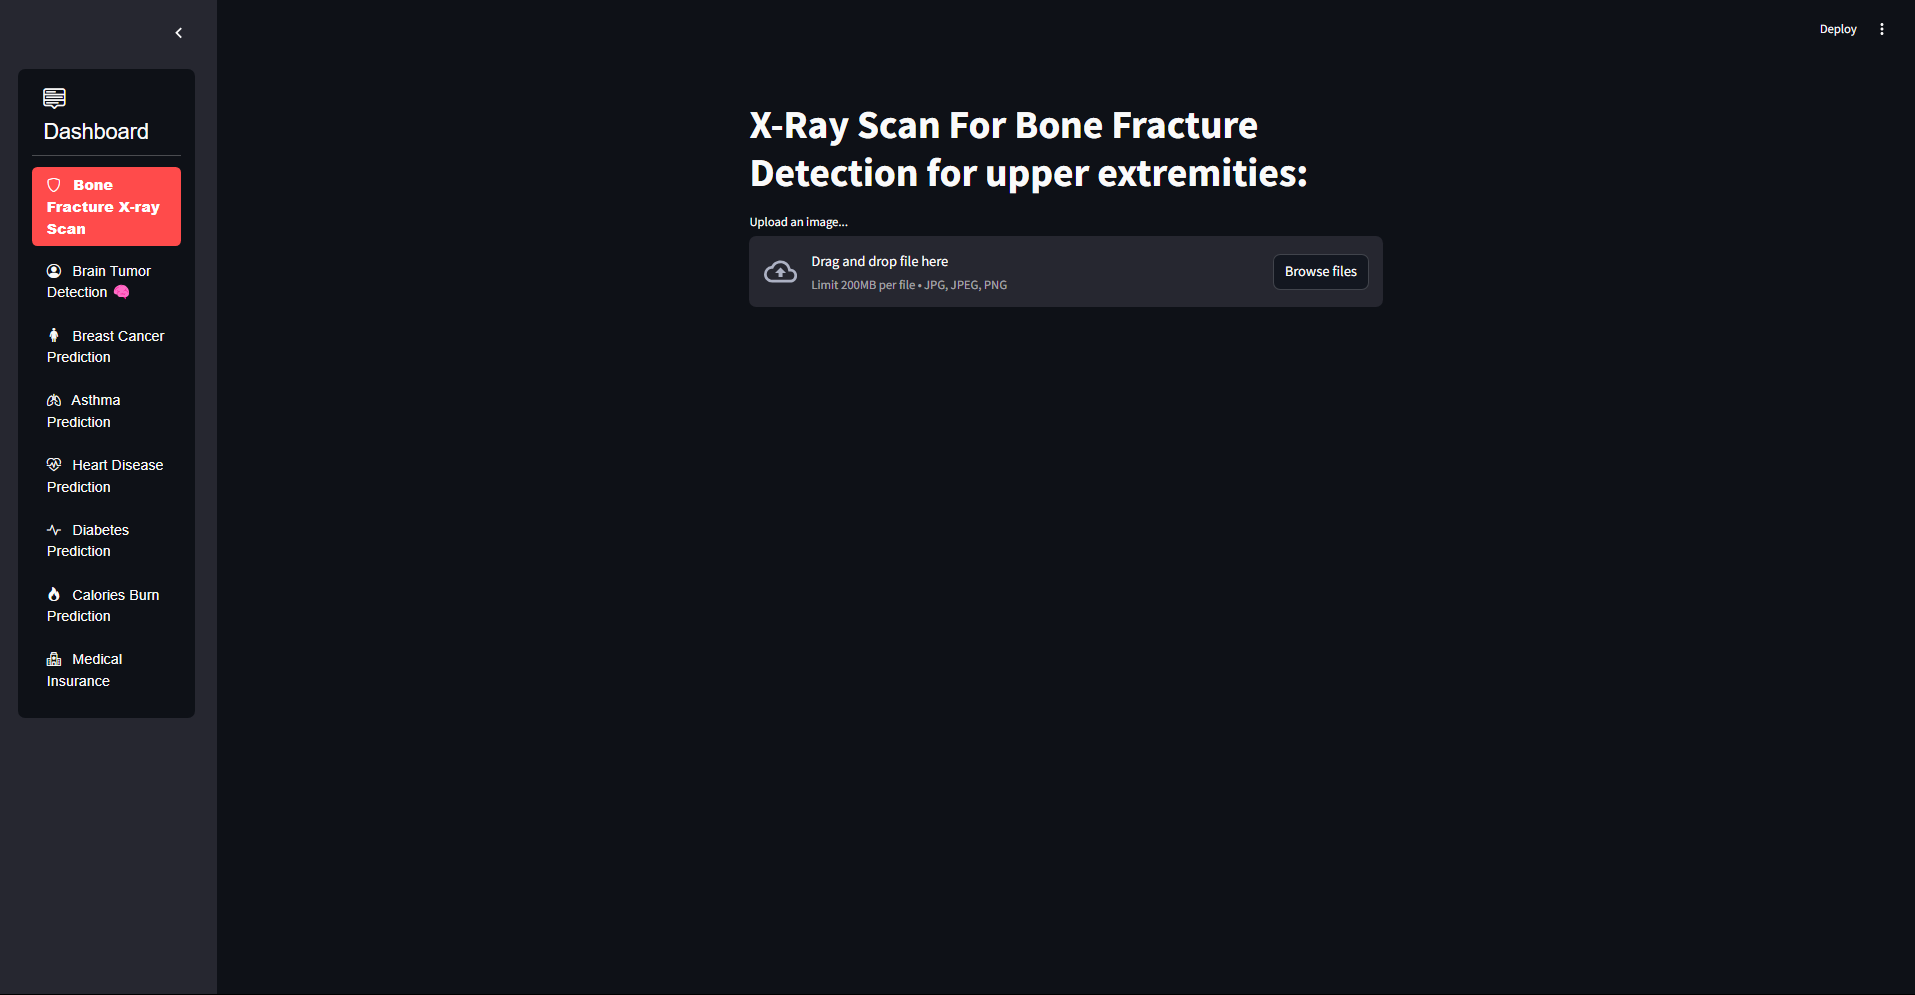 Dashboard
Bone
Fracture X-ray
Scan
Brain Tumor
Detection 🧠
Breast Cancer
Prediction
Asthma
Prediction
Heart Disease
Prediction
Diabetes
Prediction
Calories Burn
Prediction
Medical
Insurance
Deploy
X-Ray Scan For Bone Fracture
Detection for upper extremities:
Upload an image...
Drag and drop file here
Limit 200MB per file • JPG, JPEG, PNG
Browse files